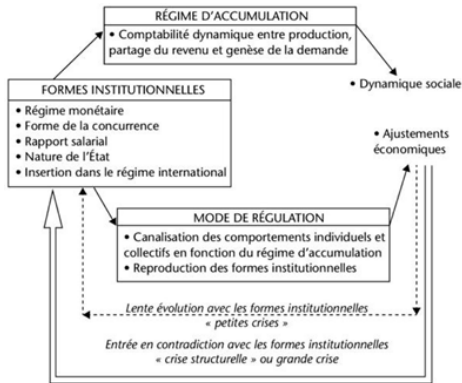 RÉGIME D'ACCUMULATION
• Comptabilité dynamique entre production,
partage du revenu et genèse de la demande
FORMES INSTITUTIONNELLES
• Régime monétaire
• Forme de la concurrence
• Rapport salarial
• Nature de l'État
• Insertion dans le régime international
• Dynamique sociale
• Ajustements
économiques
MODE DE RÉGULATION
• Canalisation des comportements individuels et
collectifs en fonction du régime d'accumulation
• Reproduction des formes institutionnelles
Lente évolution avec les formes institutionnelles
« petites crises »
Entrée en contradiction avec les formes institutionnelles
« crise structurelle » ou grande crise